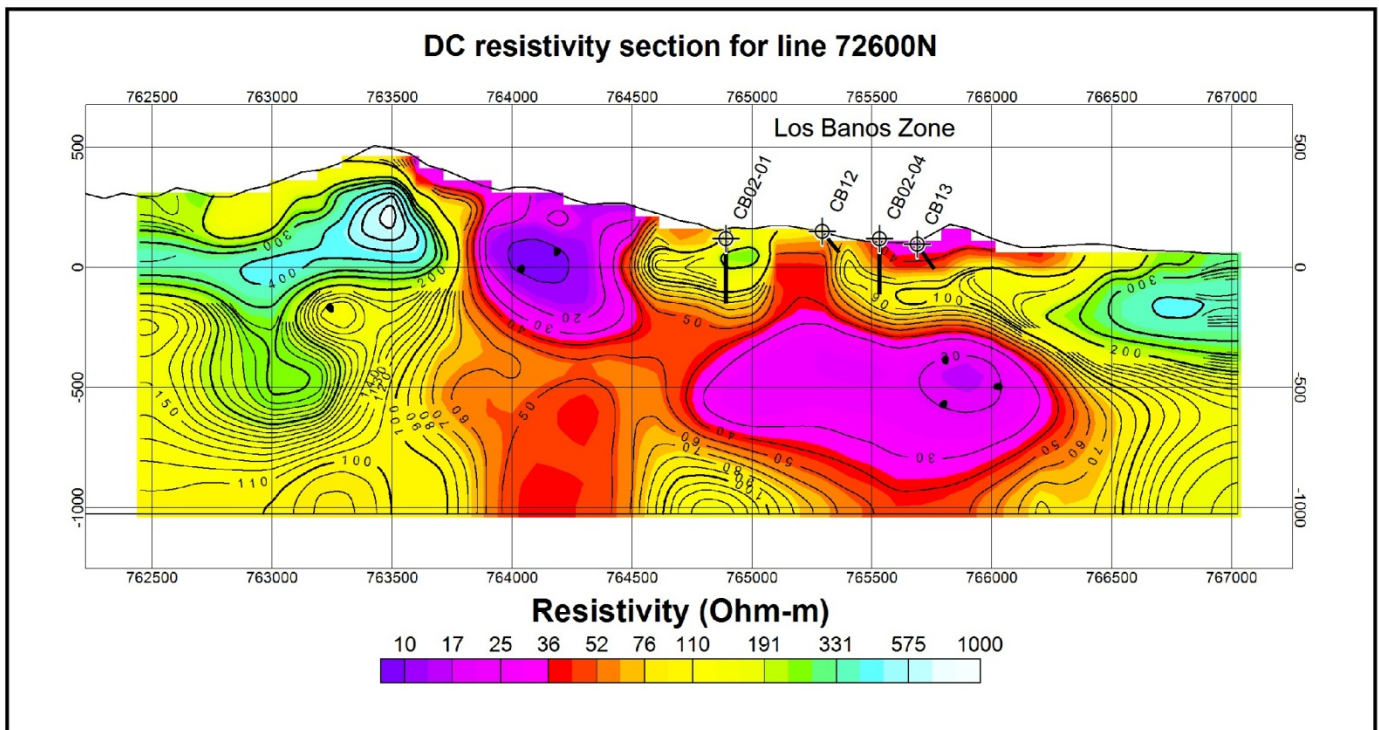 DC resistivity section for line 72600N
762500 763000 763500 764000 764500 765000 765500 766000 766500 767000
Los Banos Zone
CB02-01 CB12 CB02-04 CB13
500 500
0 0
-500 -500
-1000 -1000
300 400 200 150 140 130 120 110 100 100 90 80 70 60
20 30 40 50 50 60 70 80 90 100
40 90 100 20 30 40 50 50 60 70 300 200
762500 763000 763500 764000 764500 765000 765500 766000 766500 767000
Resistivity (Ohm-m)
10 17 25 36 52 76 110 191 331 575 1000